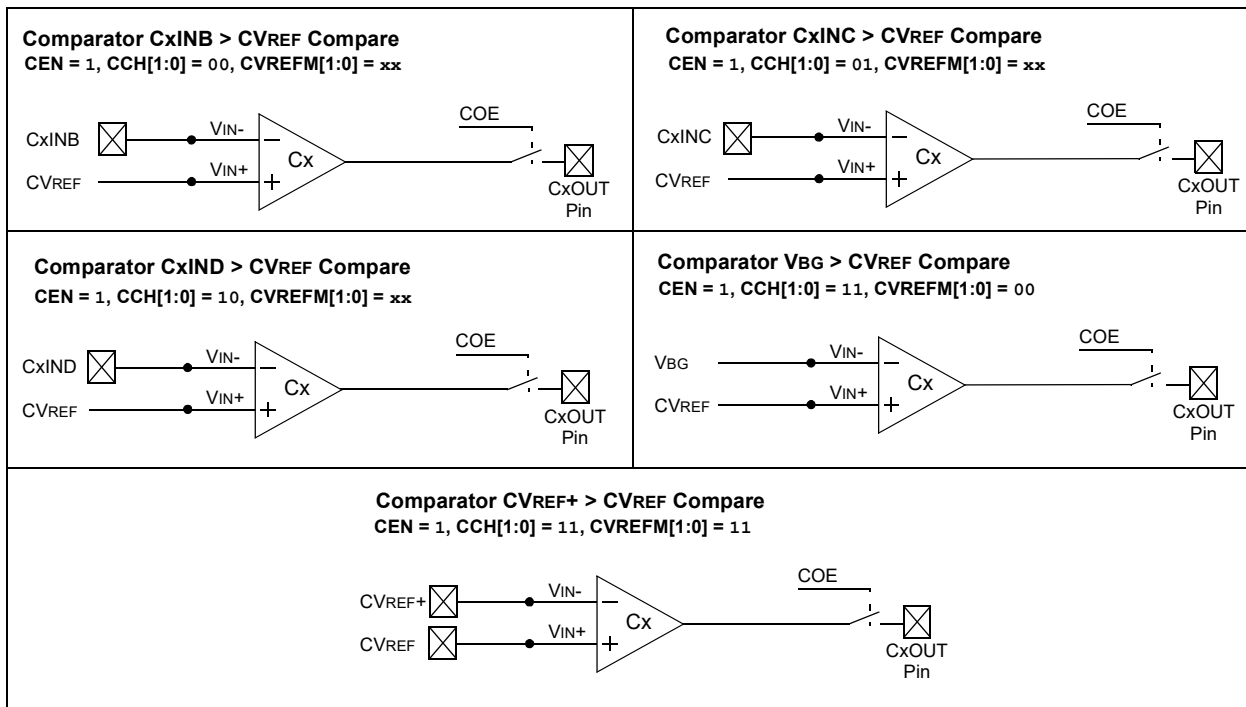 Comparator CxINB > CVREF Compare
CEN = 1, CCH[1:0] = 00, CVREFM[1:0] = xx
COE
CxINB
VIN-
Cx
CVREF
VIN+
CxOUT
Pin
Comparator CxINC > CVREF Compare
CEN = 1, CCH[1:0] = 01, CVREFM[1:0] = xx
COE
CxINC
VIN-
Cx
CVREF
VIN+
CxOUT
Pin
Comparator CxIND > CVREF Compare
CEN = 1, CCH[1:0] = 10, CVREFM[1:0] = xx
COE
CxIND
VIN-
Cx
CVREF
VIN+
CxOUT
Pin
Comparator VBG > CVREF Compare
CEN = 1, CCH[1:0] = 11, CVREFM[1:0] = 00
COE
VBG
VIN-
Cx
CVREF
VIN+
CxOUT
Pin
Comparator CVREF+ > CVREF Compare
CEN = 1, CCH[1:0] = 11, CVREFM[1:0] = 11
COE
CVREF+
VIN-
Cx
CVREF
VIN+
CxOUT
Pin